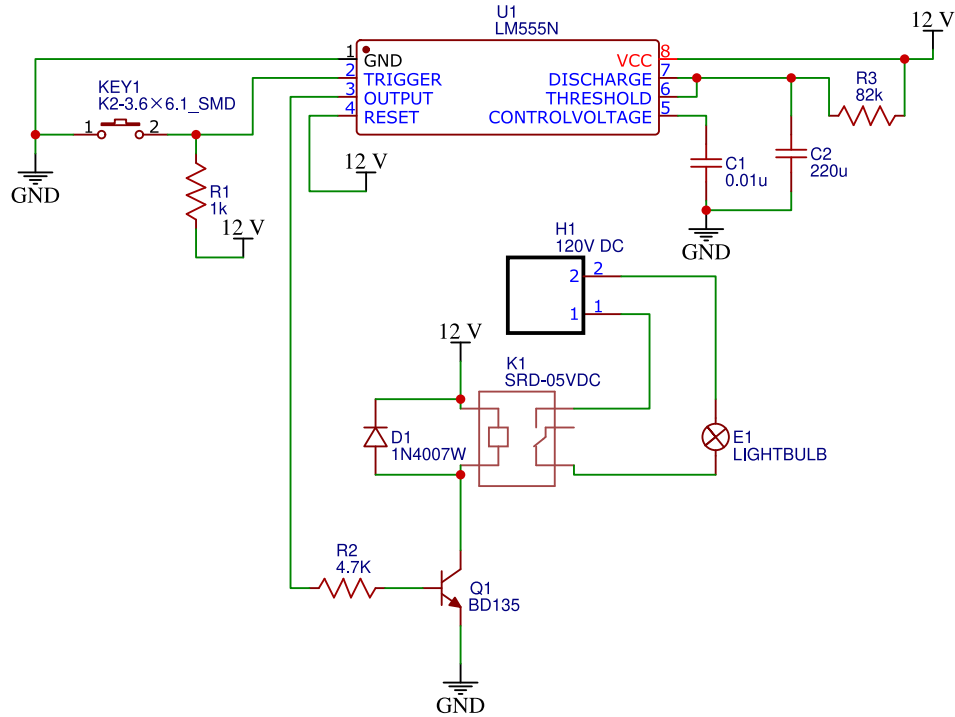 U1
LM555N
12 V
1
GND
VCC
8
2
TRIGGER
DISCHARGE
7
3
OUTPUT
THRESHOLD
6
4
RESET
CONTROLVOLTAGE
5
R3
82k
KEY1
K2-3.6×6.1_SMD
1
2
GND
R1
1k
12 V
12 V
C1
0.01u
C2
220u
GND
H1
120V DC
2
2
1
1
12 V
K1
SRD-05VDC
D1
1N4007W
E1
LIGHTBULB
R2
4.7K
Q1
BD135
GND